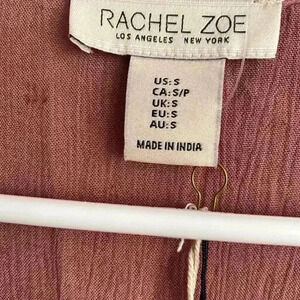 RACHEL ZOE
LOS ANGELES NEW YORK
US: S
CA: S/P
UK: S
EU: S
AU: S
MADE IN INDIA